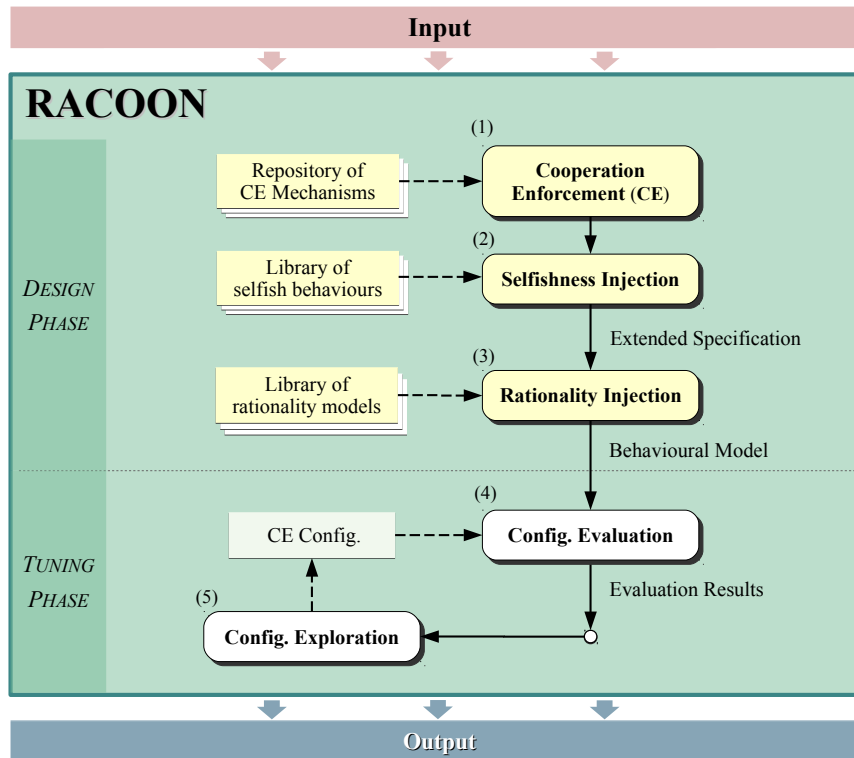 Input
RACOON
(1)
Repository of
CE Mechanisms
Cooperation
Enforcement (CE)
(2)
Library of
selfish behaviours
Selfishness Injection
DESIGN
PHASE
Extended Specification
(3)
Library of
rationality models
Rationality Injection
Behavioural Model
(4)
CE Config.
Config. Evaluation
TUNING
PHASE
Evaluation Results
(5)
Config. Exploration
Output